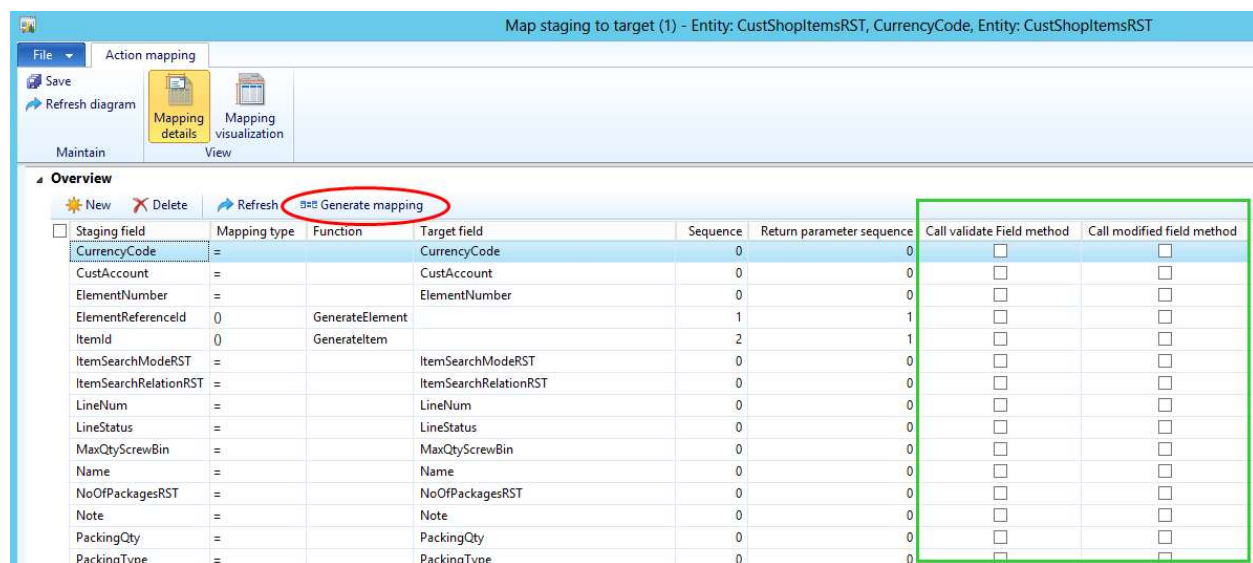 Map staging to target (1) - Entity: CustShopItemsRST, CurrencyCode, Entity: CustShopItemsRST
File Action mapping
Save
Refresh diagram
Mapping details
Mapping visualization
Maintain View
Overview
New Delete Refresh Generate mapping
Staging field Mapping type Function Target field Sequence Return parameter sequence Call validate Field method Call modified field method
CurrencyCode = CurrencyCode 0 0
CustAccount = CustAccount 0 0
ElementNumber = ElementNumber 0 0
ElementReferenceId () GenerateElement 1 1
ItemId () GenerateItem 2 1
ItemSearchModeRST = ItemSearchModeRST 0 0
ItemSearchRelationRST = ItemSearchRelationRST 0 0
LineNum = LineNum 0 0
LineStatus = LineStatus 0 0
MaxQtyScrewBin = MaxQtyScrewBin 0 0
Name = Name 0 0
NoOfPackagesRST = NoOfPackagesRST 0 0
Note = Note 0 0
PackingQty = PackingQty 0 0
PackingType = PackingType 0 0